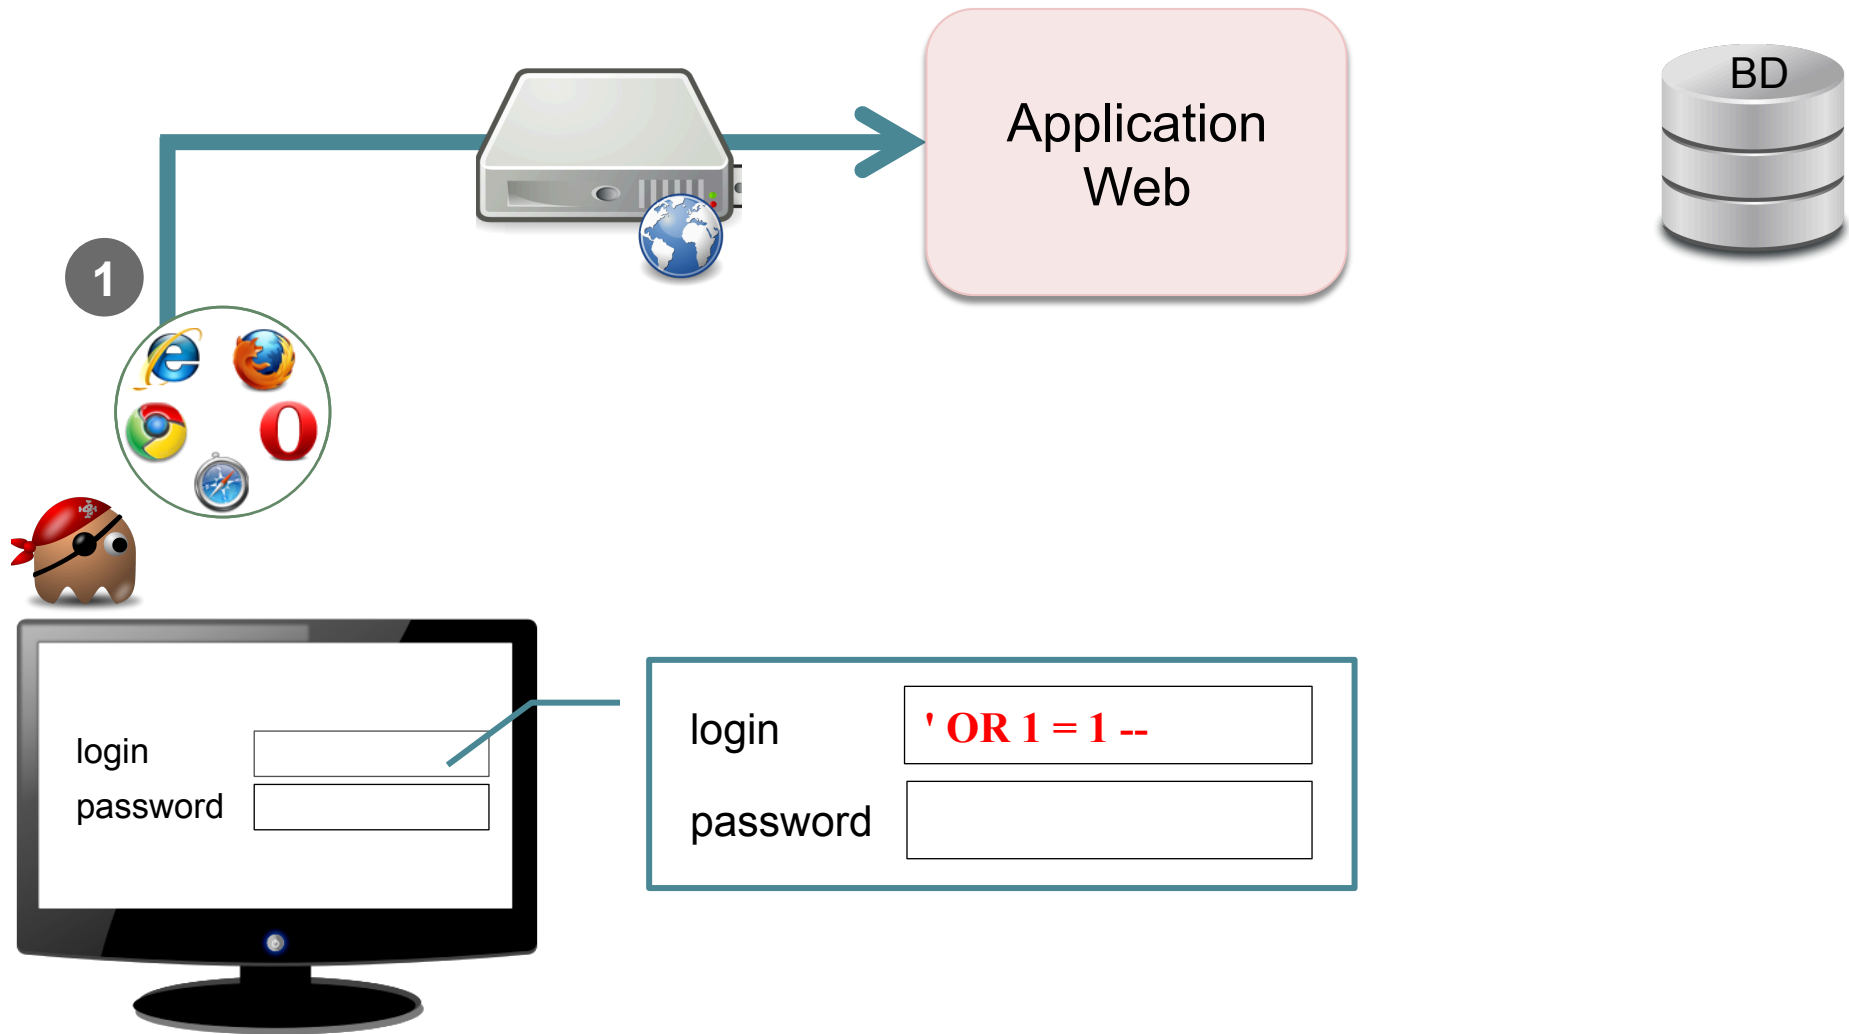 Application
Web
BD
1
login
password
login
' OR 1 = 1 --
password